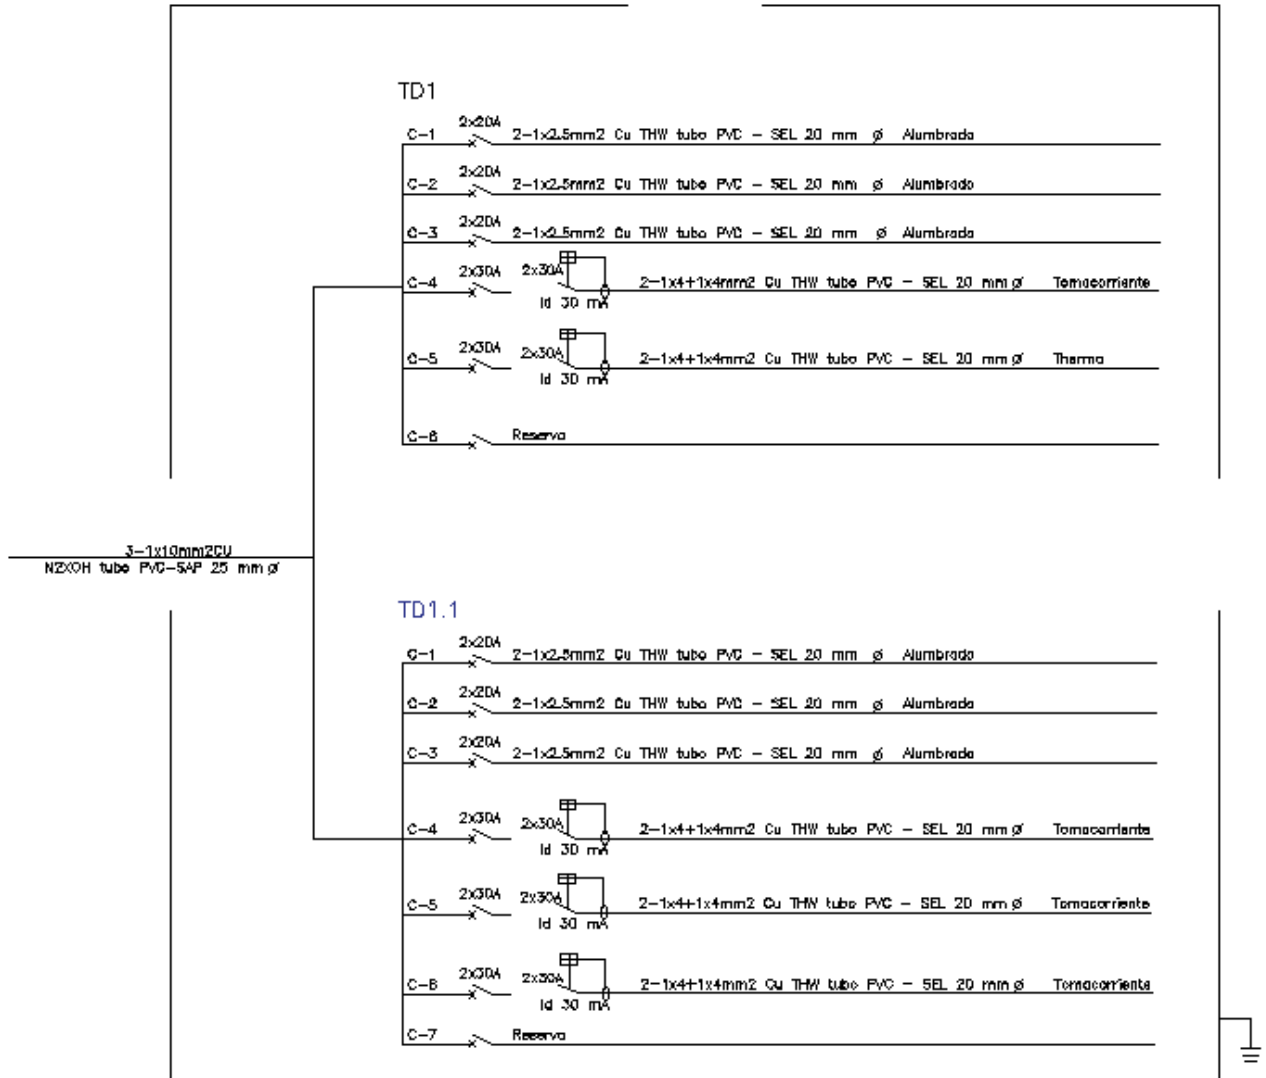 TD1
C-1 2x20A 2-1x2.5mm2 Cu THW tubo PVC - SEL 20 mm ø Alumbrado
C-2 2x20A 2-1x2.5mm2 Cu THW tubo PVC - SEL 20 mm ø Alumbrado
C-3 2x20A 2-1x2.5mm2 Cu THW tubo PVC - SEL 20 mm ø Alumbrado
C-4 2x30A 2x30A 2-1x4+1x4mm2 Cu THW tubo PVC - SEL 20 mm ø Tomacorriente
Id 30 mA
C-5 2x30A 2x30A 2-1x4+1x4mm2 Cu THW tubo PVC - SEL 20 mm ø Therma
Id 30 mA
C-6 Reserva
3-1x10mm2CU
N2XOH tubo PVC-SAP 25 mm ø
TD1.1
C-1 2x20A 2-1x2.5mm2 Cu THW tubo PVC - SEL 20 mm ø Alumbrado
C-2 2x20A 2-1x2.5mm2 Cu THW tubo PVC - SEL 20 mm ø Alumbrado
C-3 2x20A 2-1x2.5mm2 Cu THW tubo PVC - SEL 20 mm ø Alumbrado
C-4 2x30A 2x30A 2-1x4+1x4mm2 Cu THW tubo PVC - SEL 20 mm ø Tomacorriente
Id 30 mA
C-5 2x30A 2x30A 2-1x4+1x4mm2 Cu THW tubo PVC - SEL 20 mm ø Tomacorriente
Id 30 mA
C-6 2x30A 2x30A 2-1x4+1x4mm2 Cu THW tubo PVC - SEL 20 mm ø Tomacorriente
Id 30 mA
C-7 Reserva